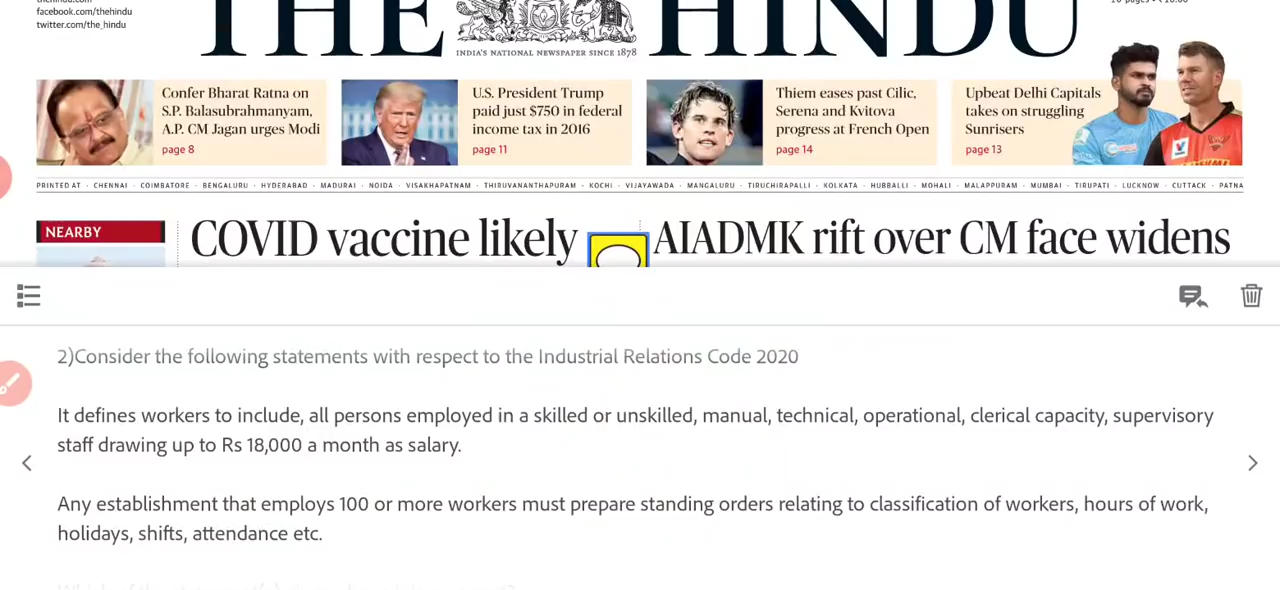 facebook.com/thehindu
twitter.com/the_hindu
THE HINDU
INDIA'S NATIONAL NEWSPAPER SINCE 1878
Confer Bharat Ratna on
S.P. Balasubrahmanyam,
A.P. CM Jagan urges Modi
page 8
U.S. President Trump
paid just $750 in federal
income tax in 2016
page 11
Thiem eases past Cilic,
Serena and Kvitova
progress at French Open
page 14
Upbeat Delhi Capitals
takes on struggling
Sunrisers
page 13
PRINTED AT · CHENNAI · COIMBATORE · BENGALURU · HYDERABAD · MADURAI · NOIDA · VISAKHAPATNAM · THIRUVANANTHAPURAM · KOCHI · VIJAYAWADA · MANGALURU · TIRUCHIRAPALLI · KOLKATA · HUBBALLI · MOHALI · MALAPPURAM · MUMBAI · TIRUPATI · LUCKNOW · CUTTACK · PATNA
NEARBY
COVID vaccine likely
AIADMK rift over CM face widens
2)Consider the following statements with respect to the Industrial Relations Code 2020
It defines workers to include, all persons employed in a skilled or unskilled, manual, technical, operational, clerical capacity, supervisory
staff drawing up to Rs 18,000 a month as salary.
Any establishment that employs 100 or more workers must prepare standing orders relating to classification of workers, hours of work,
holidays, shifts, attendance etc.